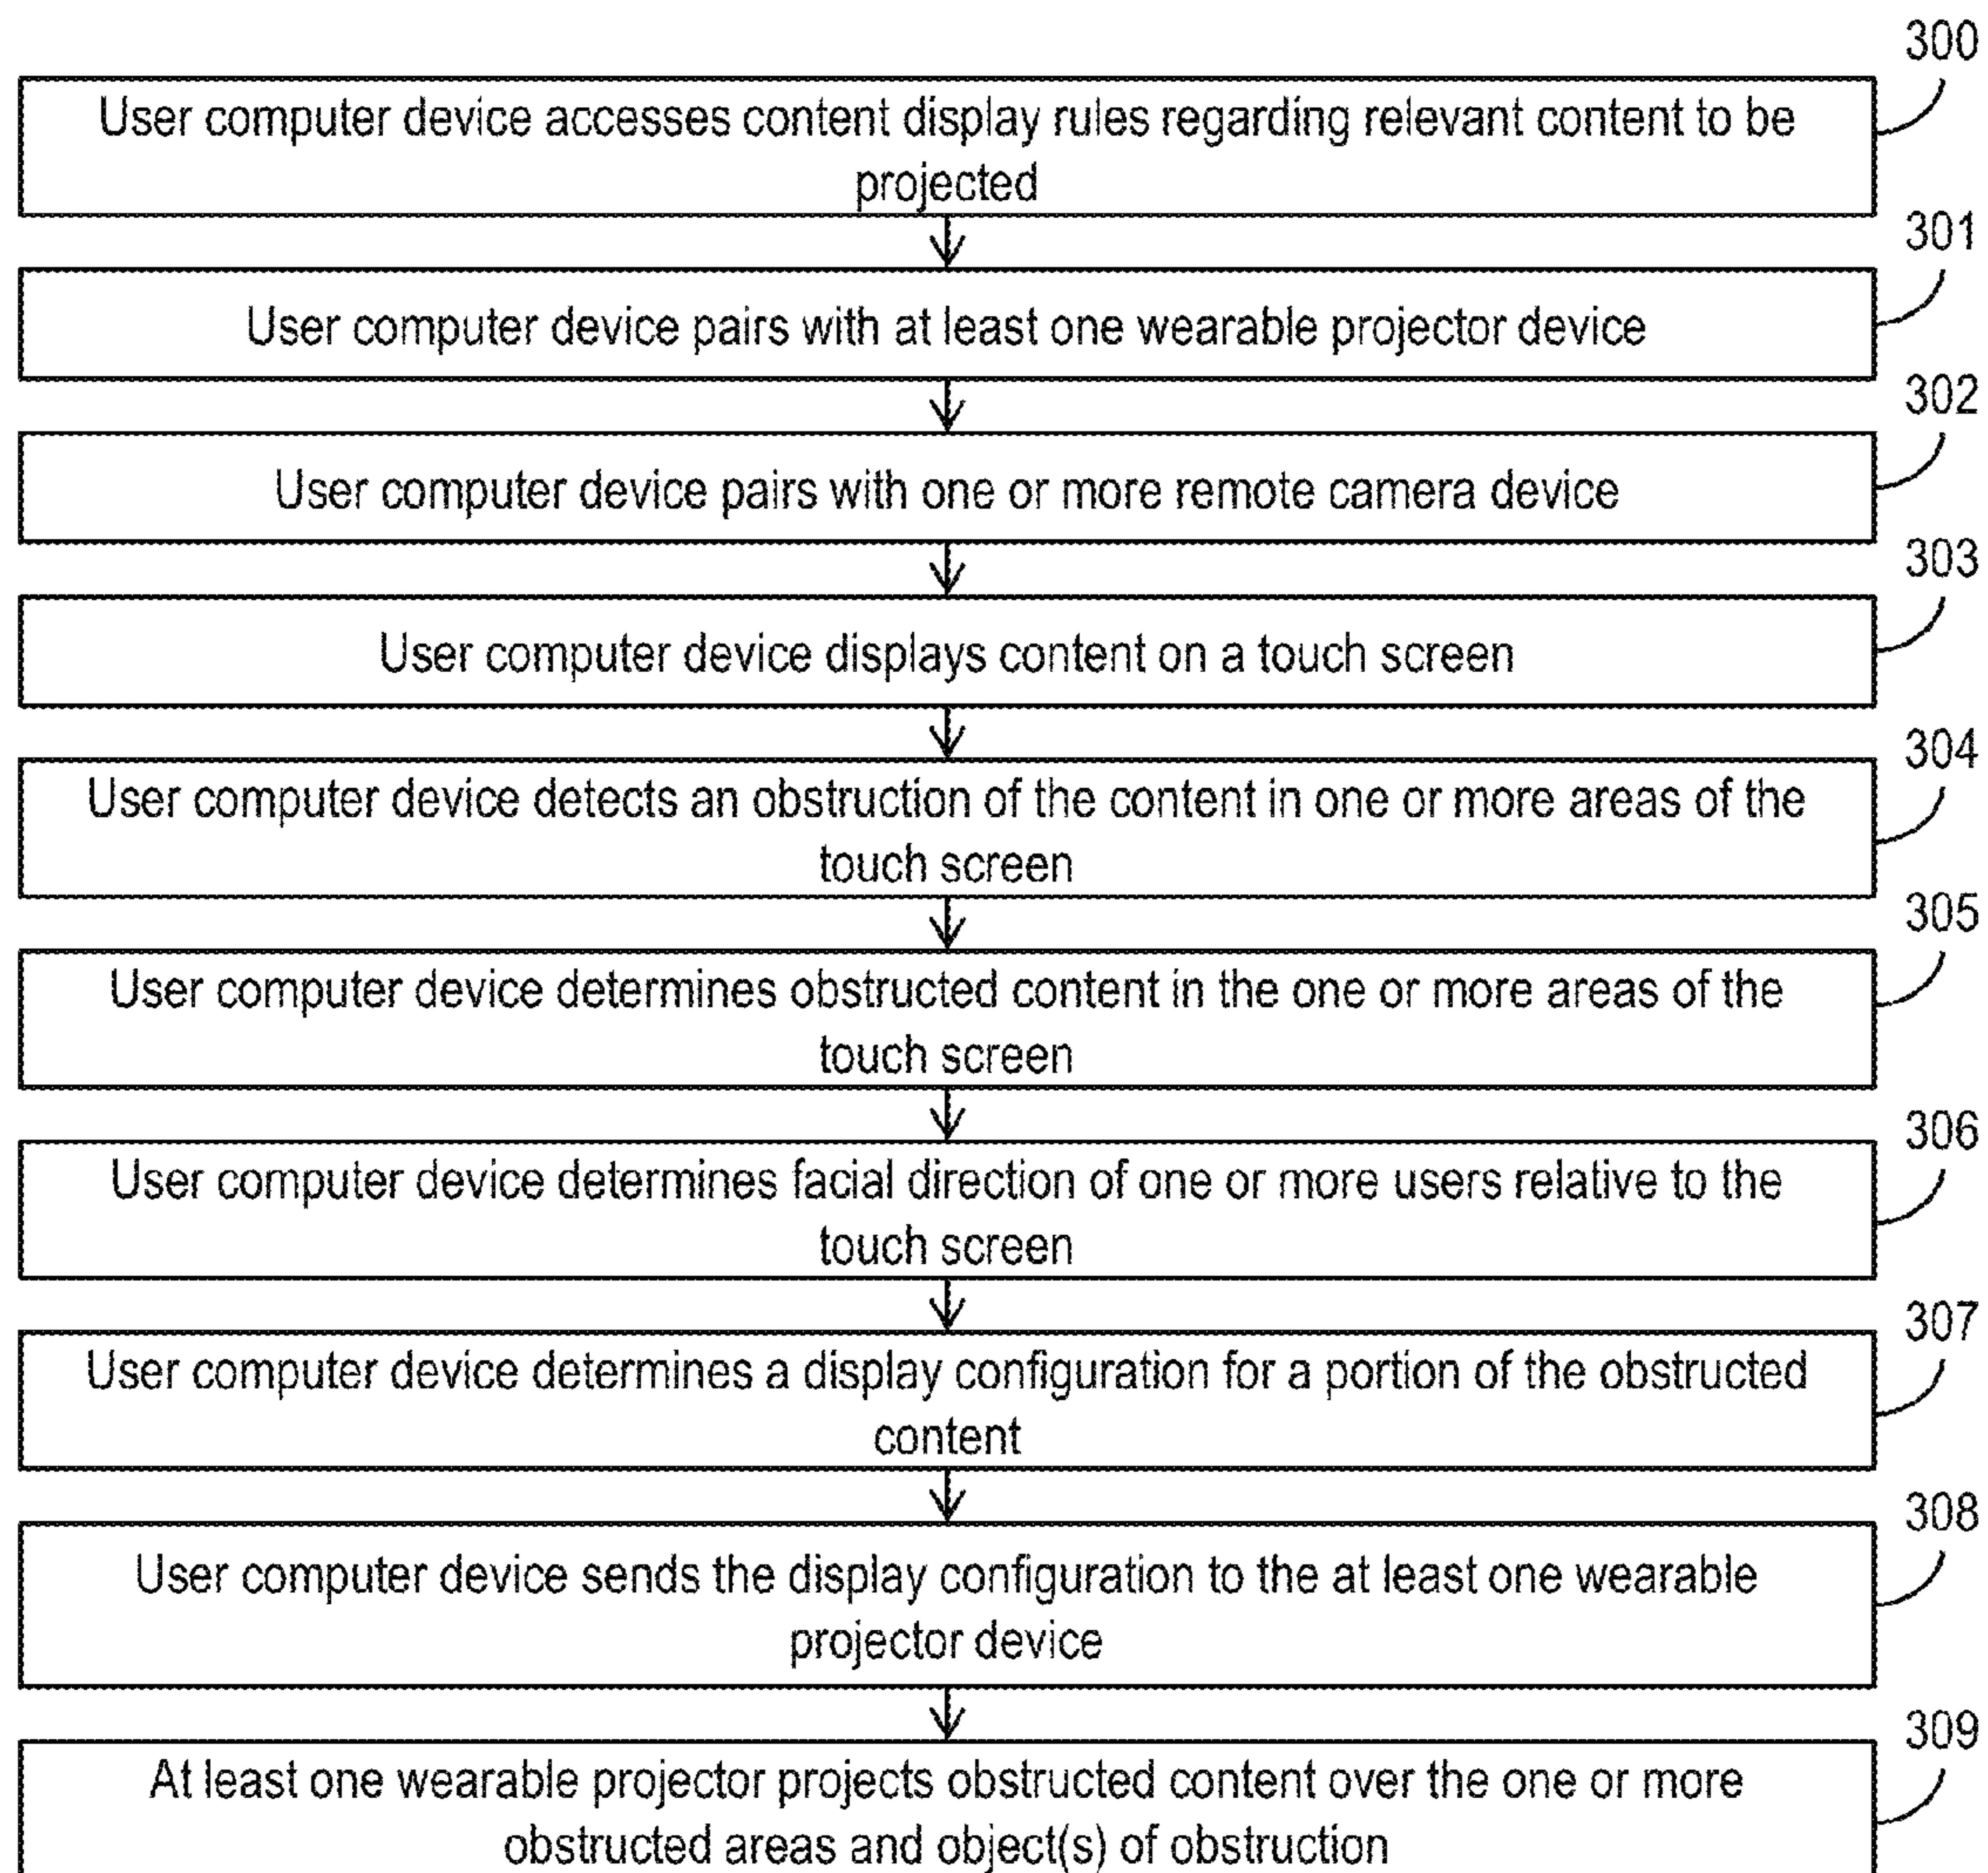 300
User computer device accesses content display rules regarding relevant content to be
projected
301
User computer device pairs with at least one wearable projector device
302
User computer device pairs with one or more remote camera device
303
User computer device displays content on a touch screen
304
User computer device detects an obstruction of the content in one or more areas of the
touch screen
305
User computer device determines obstructed content in the one or more areas of the
touch screen
306
User computer device determines facial direction of one or more users relative to the
touch screen
307
User computer device determines a display configuration for a portion of the obstructed
content
308
User computer device sends the display configuration to the at least one wearable
projector device
309
At least one wearable projector projects obstructed content over the one or more
obstructed areas and object(s) of obstruction